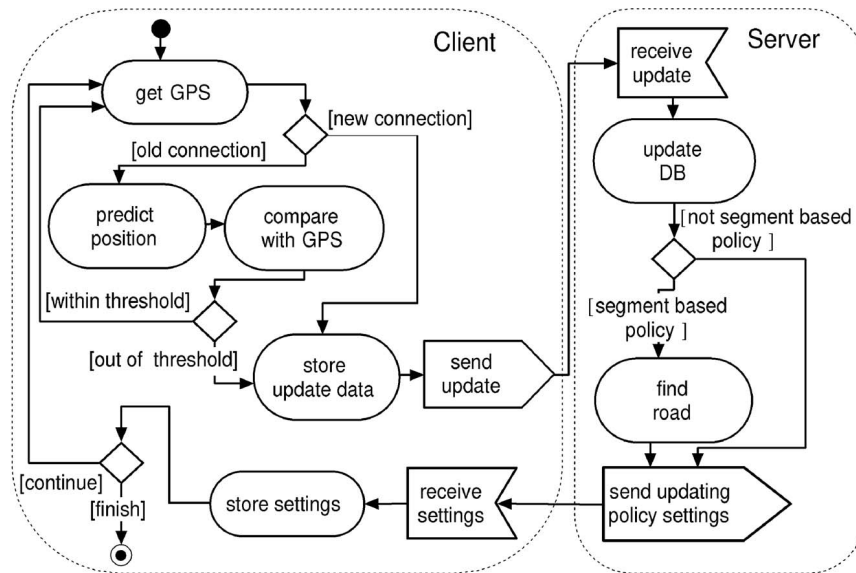 Client
Server
get GPS
receive
update
[new connection]
[old connection]
update
DB
predict
position
compare
with GPS
[not segment based
policy ]
[within threshold]
[segment based
policy ]
[out of threshold]
store
update data
send
update
find
road
[continue]
[finish]
store settings
receive
settings
send updating
policy settings